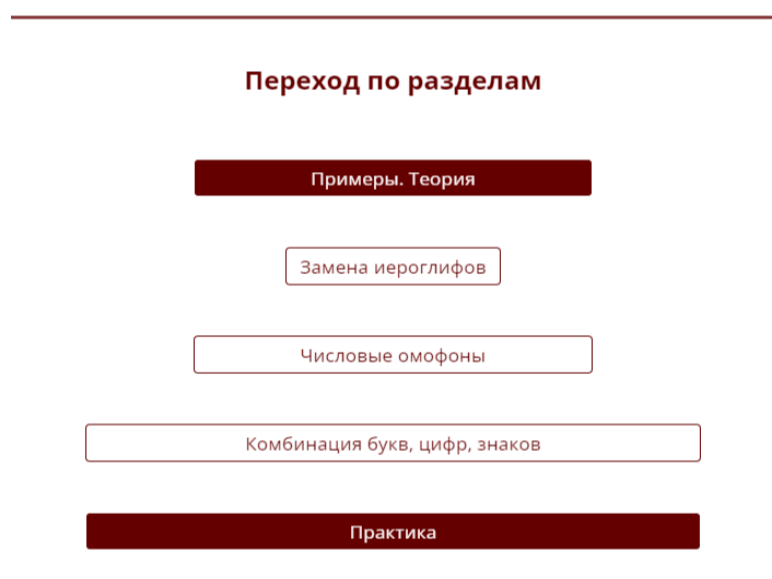 Переход по разделам
Примеры. Теория
Замена иероглифов
Числовые омофоны
Комбинация букв, цифр, знаков
Практика